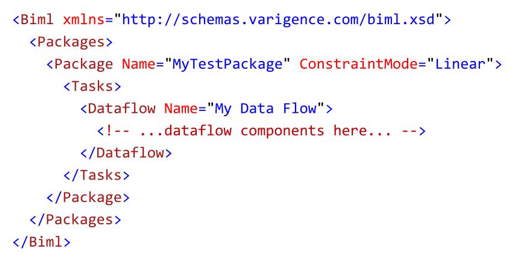 <Biml xmlns="http://schemas.varigence.com/biml.xsd">
  <Packages>
    <Package Name="MyTestPackage" ConstraintMode="Linear">
      <Tasks>
        <Dataflow Name="My Data Flow">
          <!-- ...dataflow components here... -->
        </Dataflow>
      </Tasks>
    </Package>
  </Packages>
</Biml>